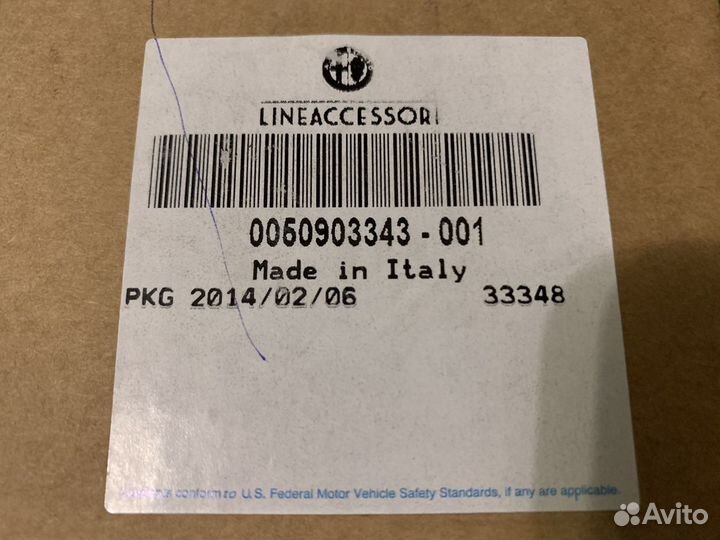 LINEACCESSORI
0050903343 - 001
Made in Italy
PKG 2014/02/06 33348
conform to U.S. Federal Motor Vehicle Safety Standards, if any are applicable.
Avito